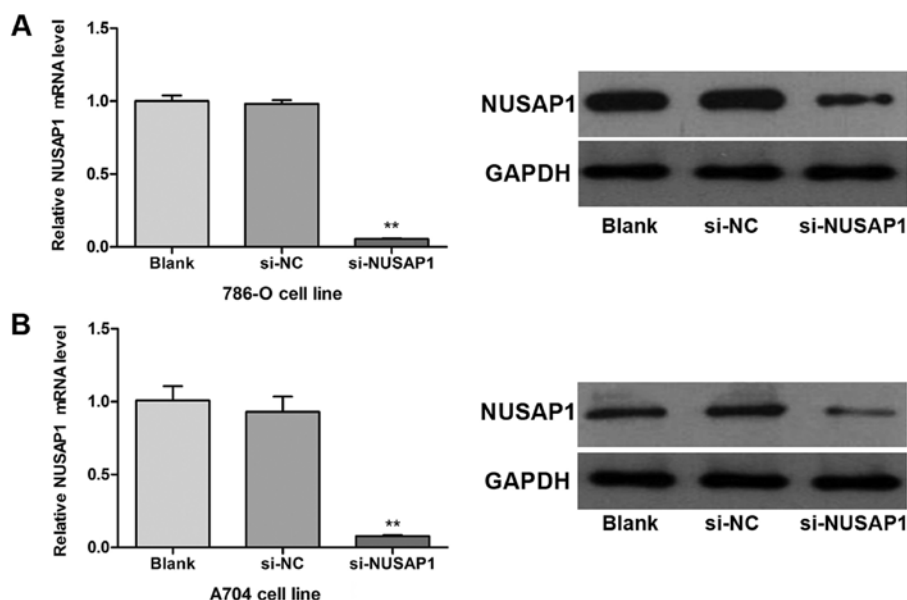 A
Relative NUSAP1 mRNA level
1.5
1.0
0.5
0.0
**
Blank
si-NC
si-NUSAP1
786-O cell line
NUSAP1
GAPDH
Blank
si-NC
si-NUSAP1
B
Relative NUSAP1 mRNA level
1.5
1.0
0.5
0.0
**
Blank
si-NC
si-NUSAP1
A704 cell line
NUSAP1
GAPDH
Blank
si-NC
si-NUSAP1